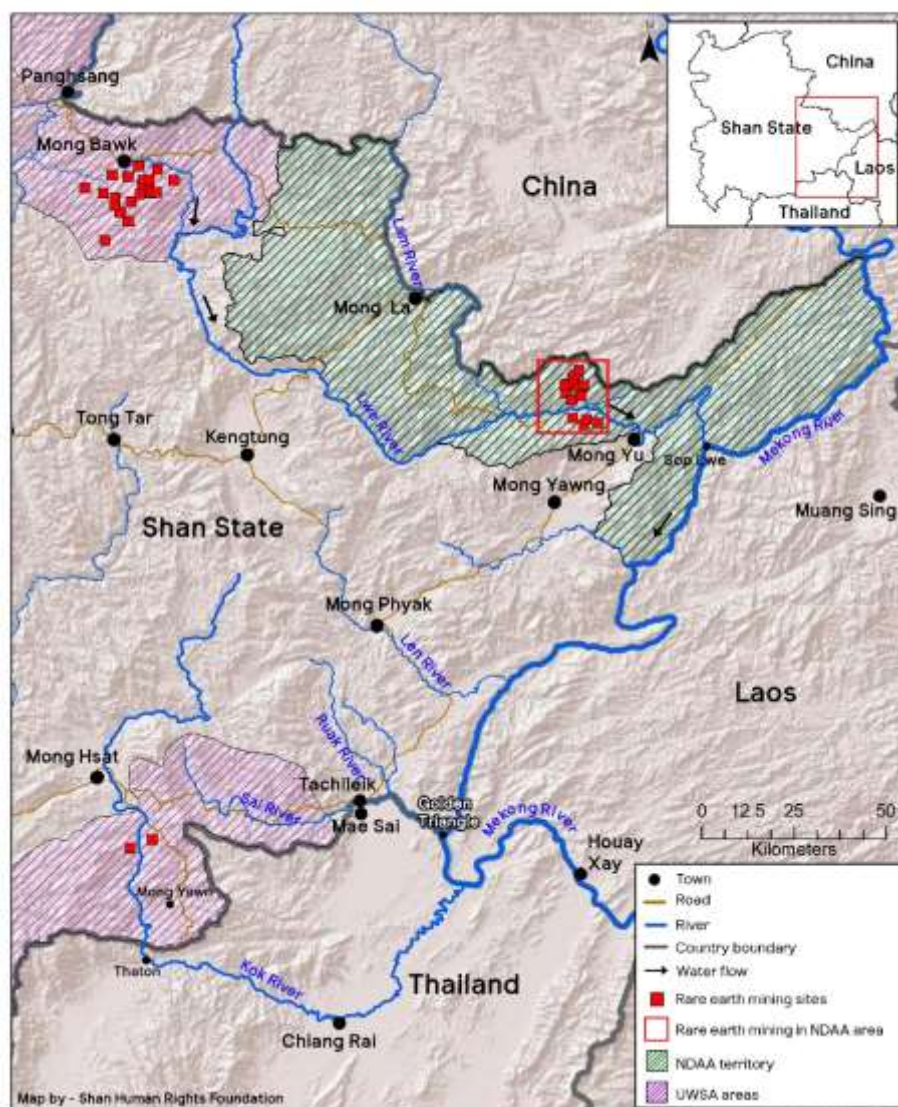 Panghsang
Mong Bawk
China
Shan State
Laos
Thailand
China
Lam River
Mong La
Tong Tar
Kengtung
Lwe River
Mong Yu
Sop Lwe
Mekong River
Mong Yawng
Muang Sing
Shan State
Mong Phyak
Len River
Laos
Mong Hsat
Ruak River
Tachileik
Sai River
Mae Sai
Golden
Triangle
Mekong River
Houay
Xay
0 12.5 25 50
Kilometers
Mong Yawn
Thaton
Kok River
Thailand
Chiang Rai
Town
Road
River
Country boundary
Water flow
Rare earth mining sites
Rare earth mining in NDAA area
NDAA territory
UWSA areas
Map by - Shan Human Rights Foundation